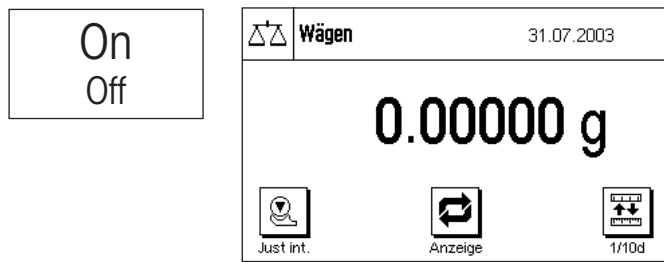 On
Off
Wägen 31.07.2003
0.00000 g
Just int. Anzeige 1/10d